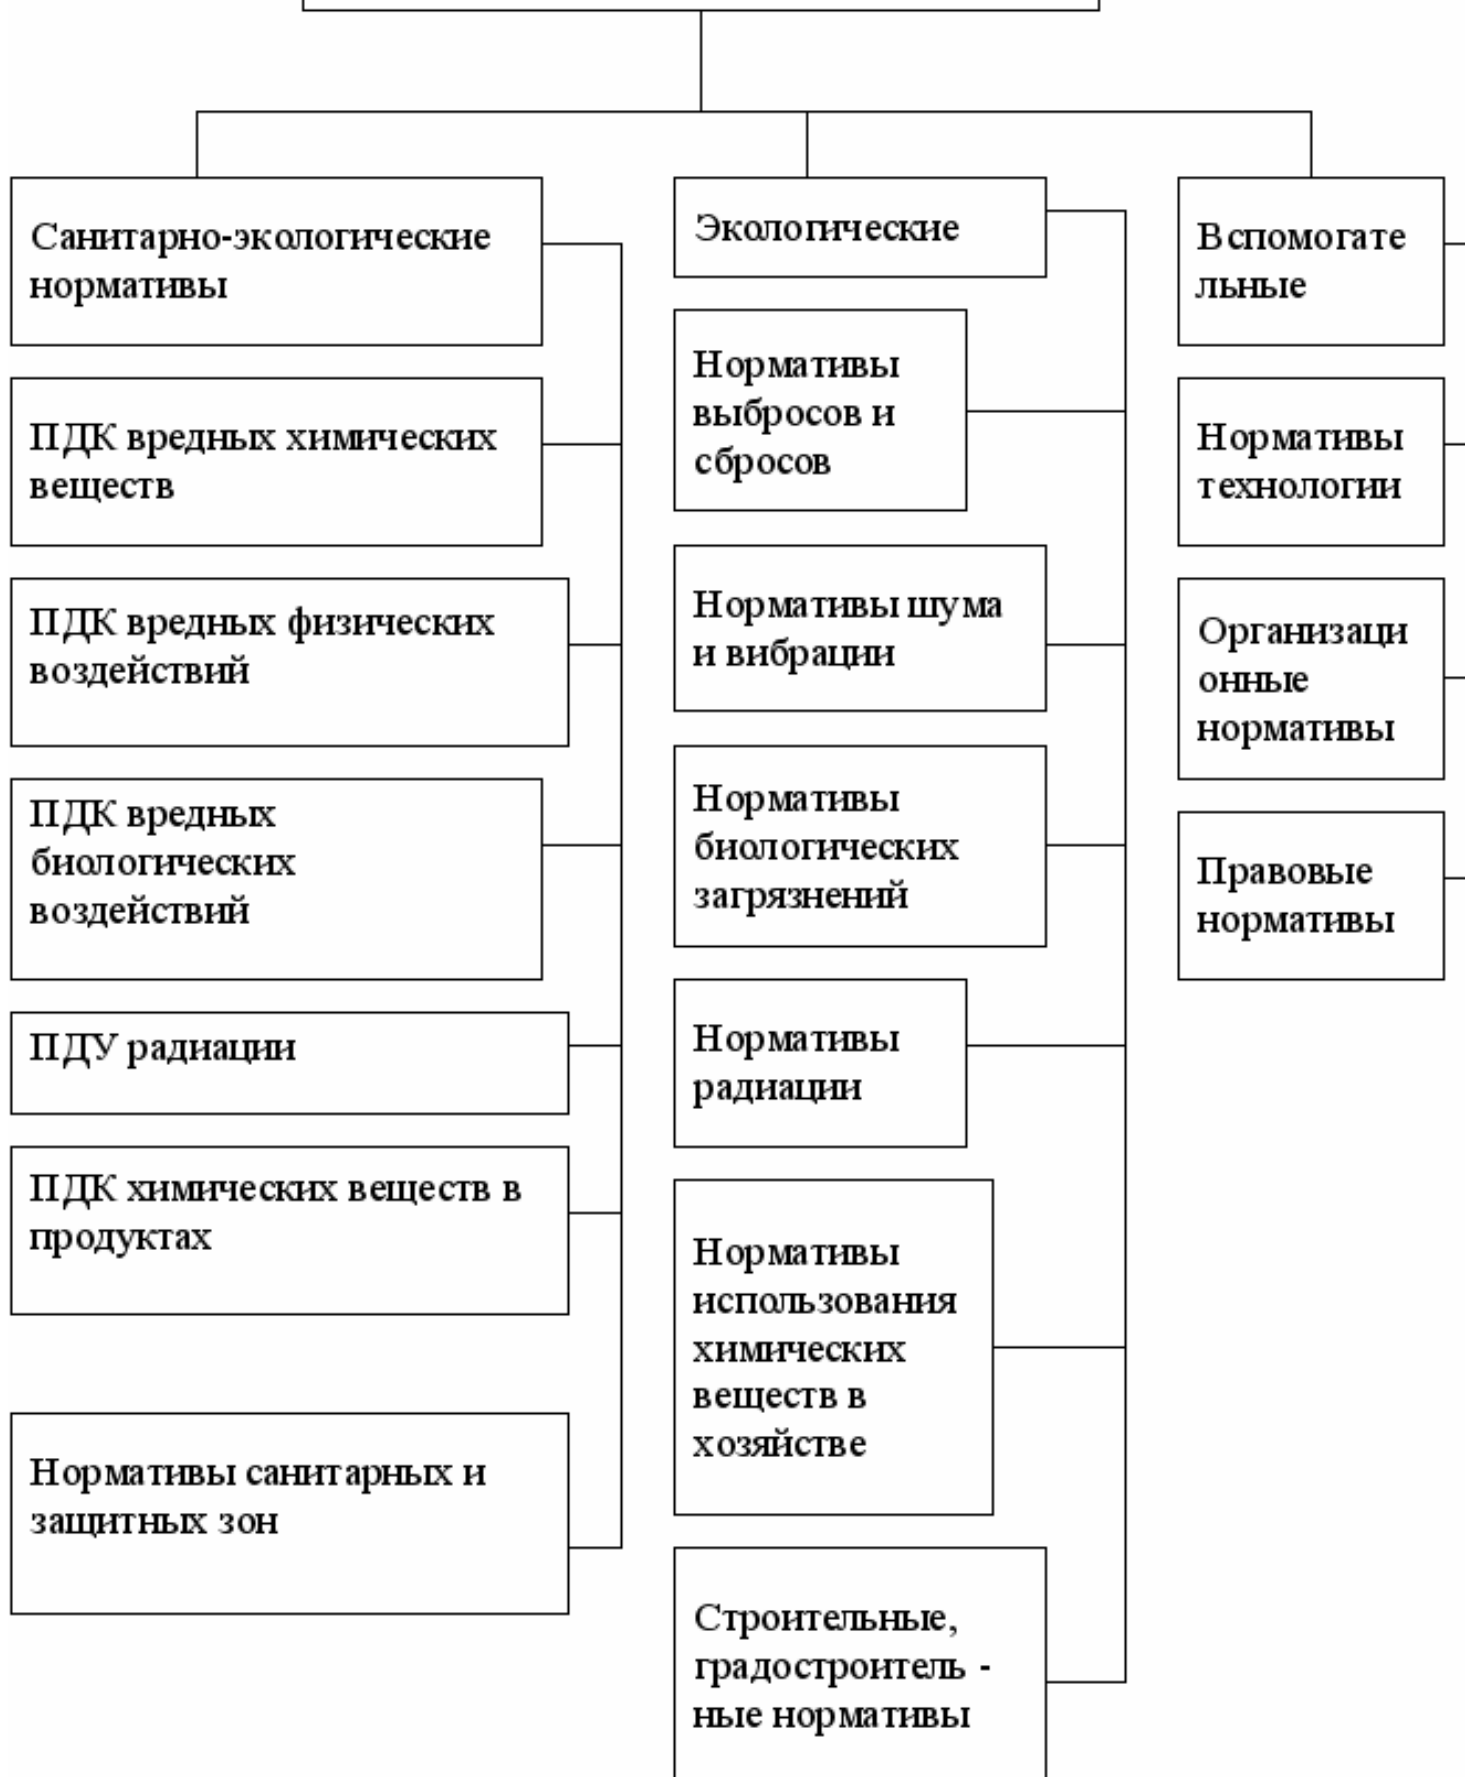 Санитарно-экологические
нормативы
ПДК вредных химических
веществ
ПДК вредных физических
воздействий
ПДК вредных
биологических
воздействий
ПДУ радиации
ПДК химических веществ в
продуктах
Нормативы санитарных и
защитных зон
Экологические
Нормативы
выбросов и
сбросов
Нормативы шума
и вибрации
Нормативы
биологических
загрязнений
Нормативы
радиации
Нормативы
использования
химических
веществ в
хозяйстве
Строительные,
градостроитель -
ные нормативы
Вспомогате
льные
Нормативы
технологии
Организаци
онные
нормативы
Правовые
нормативы